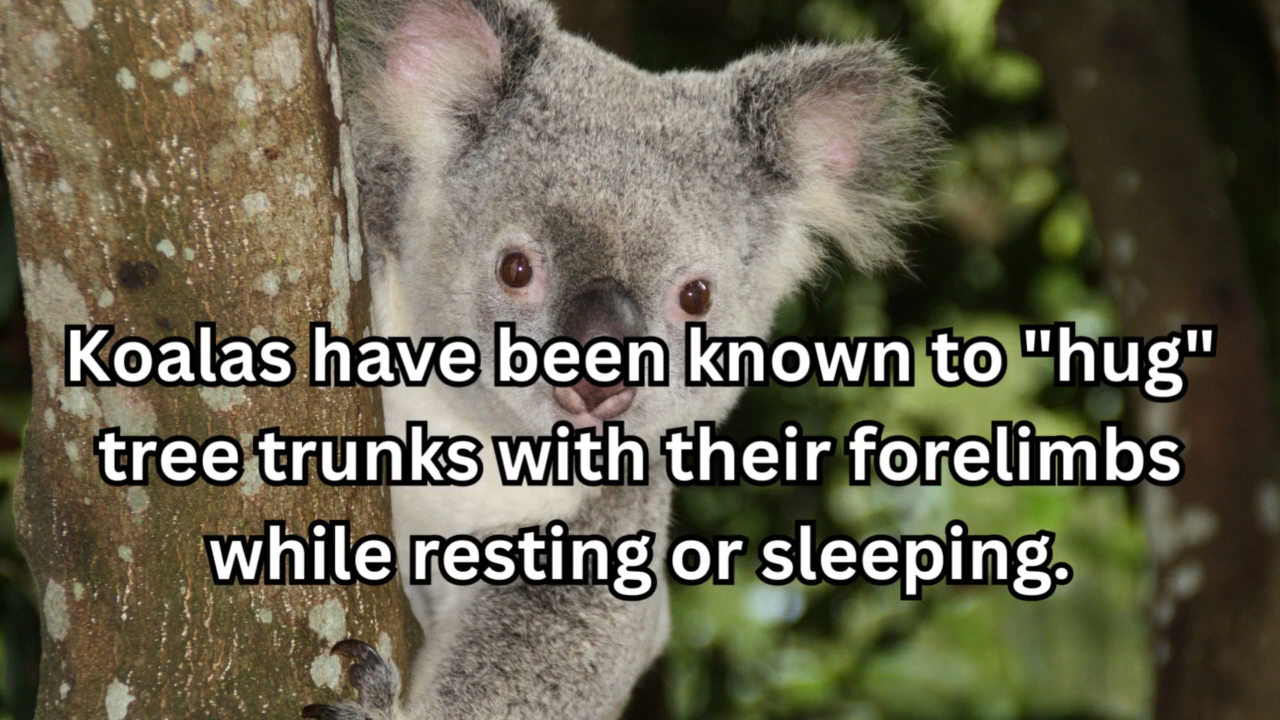 Koalas have been known to "hug"
tree trunks with their forelimbs
while resting or sleeping.